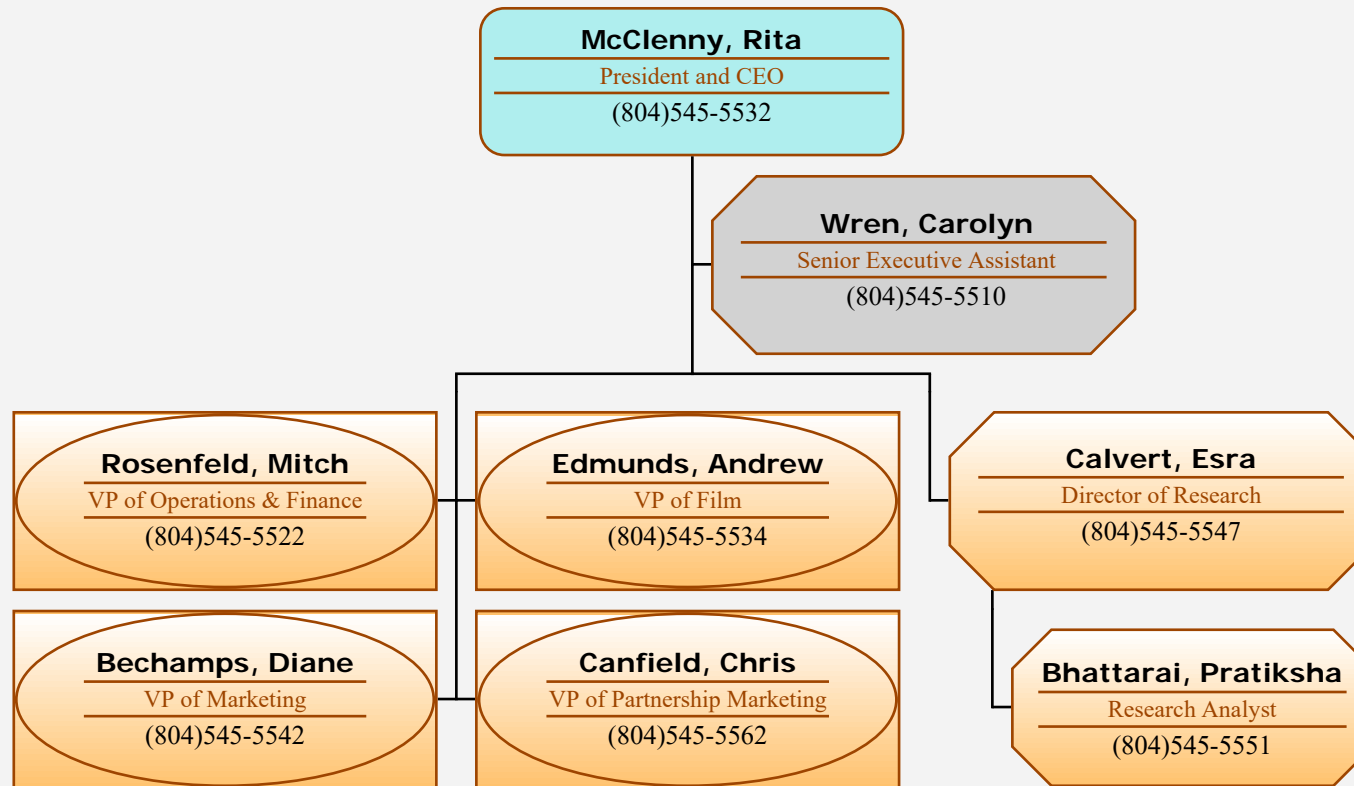 McClenny, Rita
President and CEO
(804)545-5532
Wren, Carolyn
Senior Executive Assistant
(804)545-5510
Rosenfeld, Mitch
VP of Operations & Finance
(804)545-5522
Edmunds, Andrew
VP of Film
(804)545-5534
Calvert, Esra
Director of Research
(804)545-5547
Bechamps, Diane
VP of Marketing
(804)545-5542
Canfield, Chris
VP of Partnership Marketing
(804)545-5562
Bhattarai, Pratiksha
Research Analyst
(804)545-5551